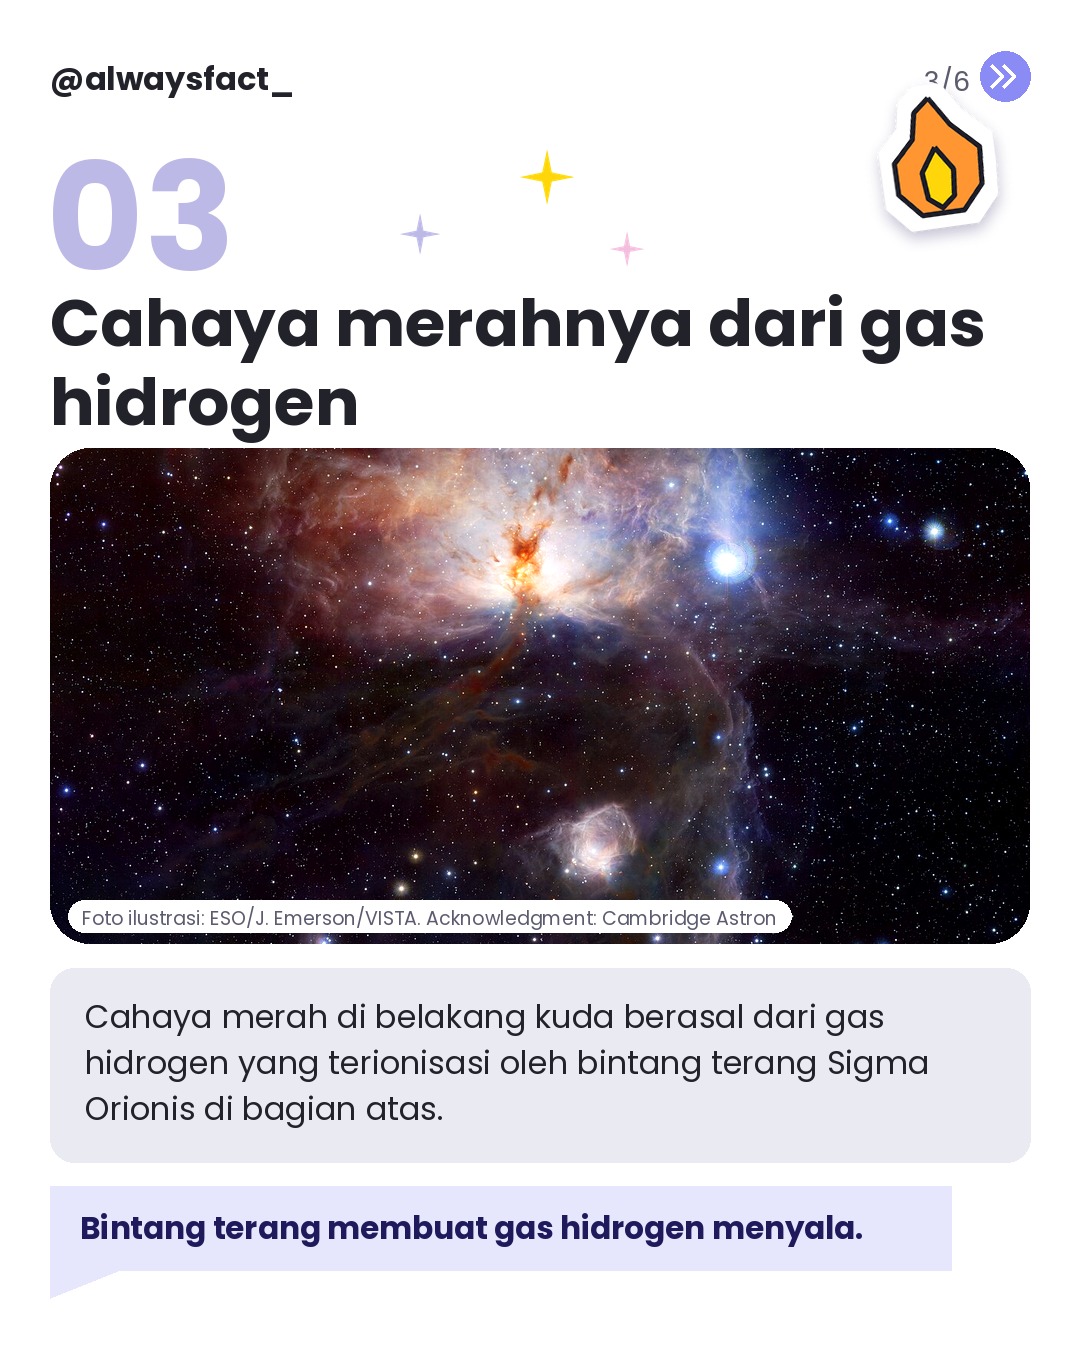 @alwaysfact_
3/6
03
Cahaya merahnya dari gas
hidrogen
Foto ilustrasi: ESO/J. Emerson/VISTA. Acknowledgment: Cambridge Astron
Cahaya merah di belakang kuda berasal dari gas
hidrogen yang terionisasi oleh bintang terang Sigma
Orionis di bagian atas.
Bintang terang membuat gas hidrogen menyala.